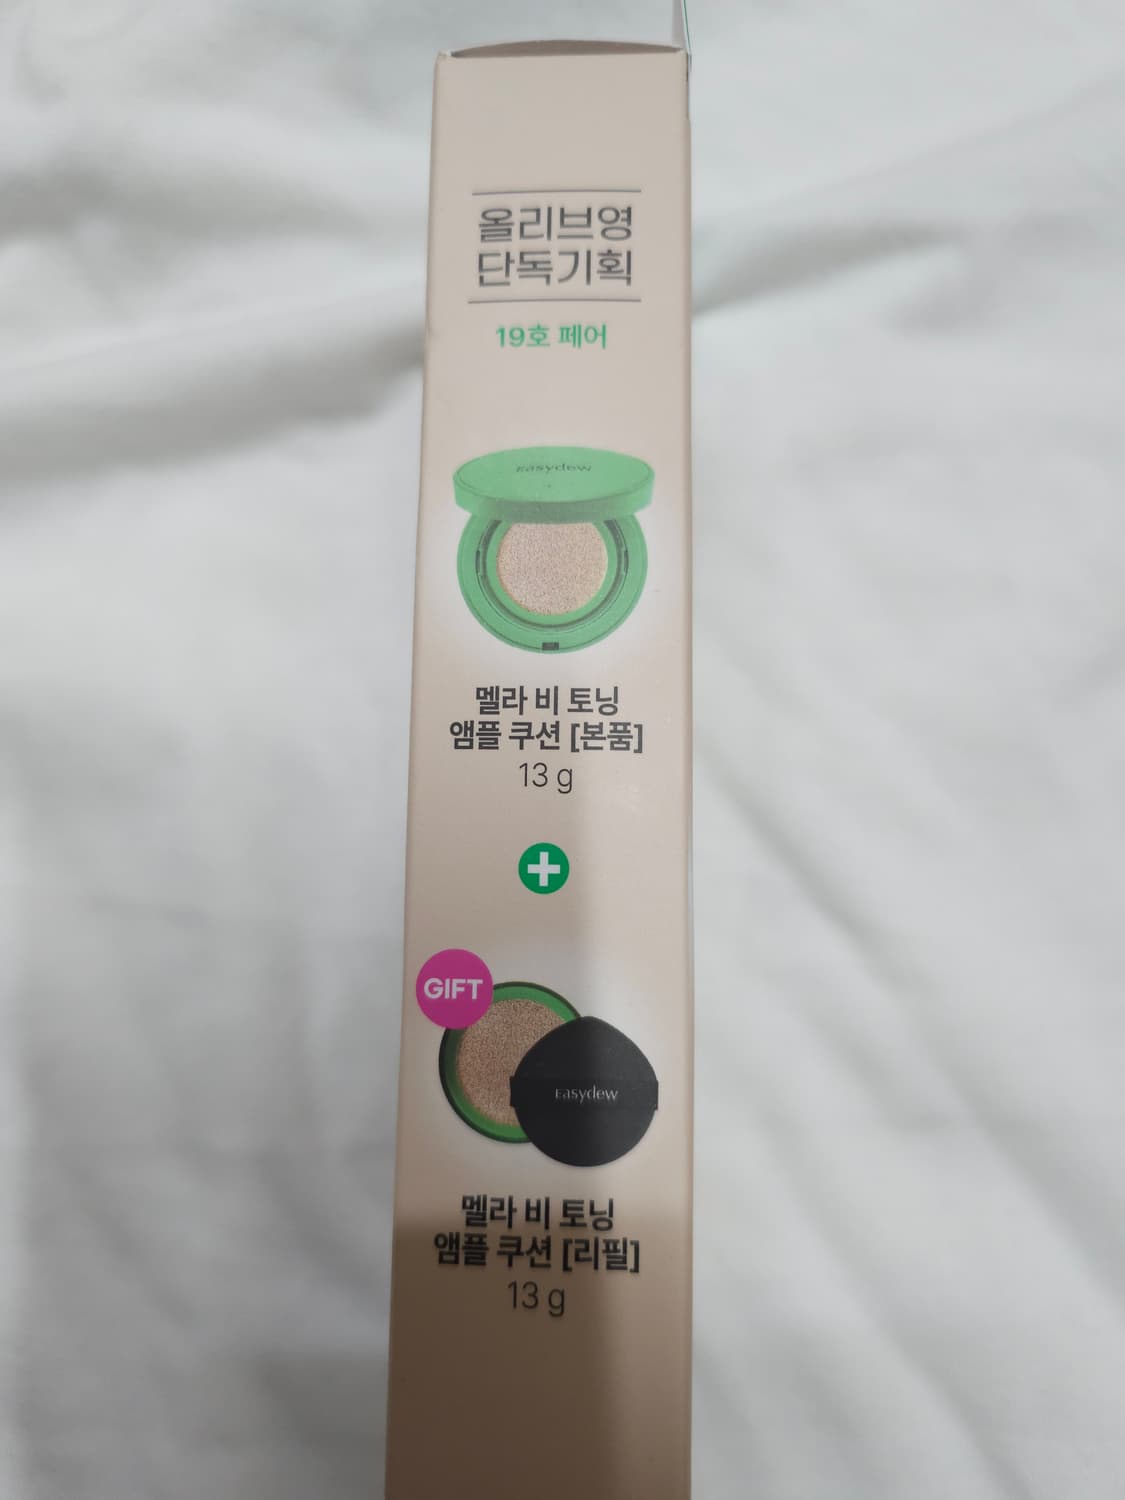 올리브영
단독기획
19호 페어
Easydew
멜라 비 토닝
앰플 쿠션 [본품]
13 g
GIFT
Easydew
멜라 비 토닝
앰플 쿠션 [리필]
13 g